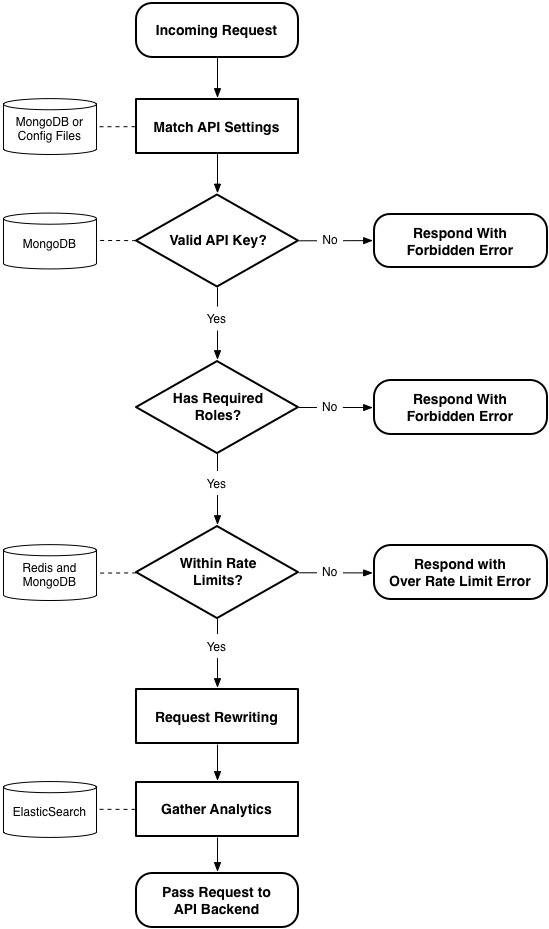 Incoming Request
MongoDB or
Config Files
Match API Settings
MongoDB
Valid API Key?
No
Respond With
Forbidden Error
Yes
Has Required
Roles?
No
Respond With
Forbidden Error
Yes
Redis and
MongoDB
Within Rate
Limits?
No
Respond with
Over Rate Limit Error
Yes
Request Rewriting
ElasticSearch
Gather Analytics
Pass Request to
API Backend